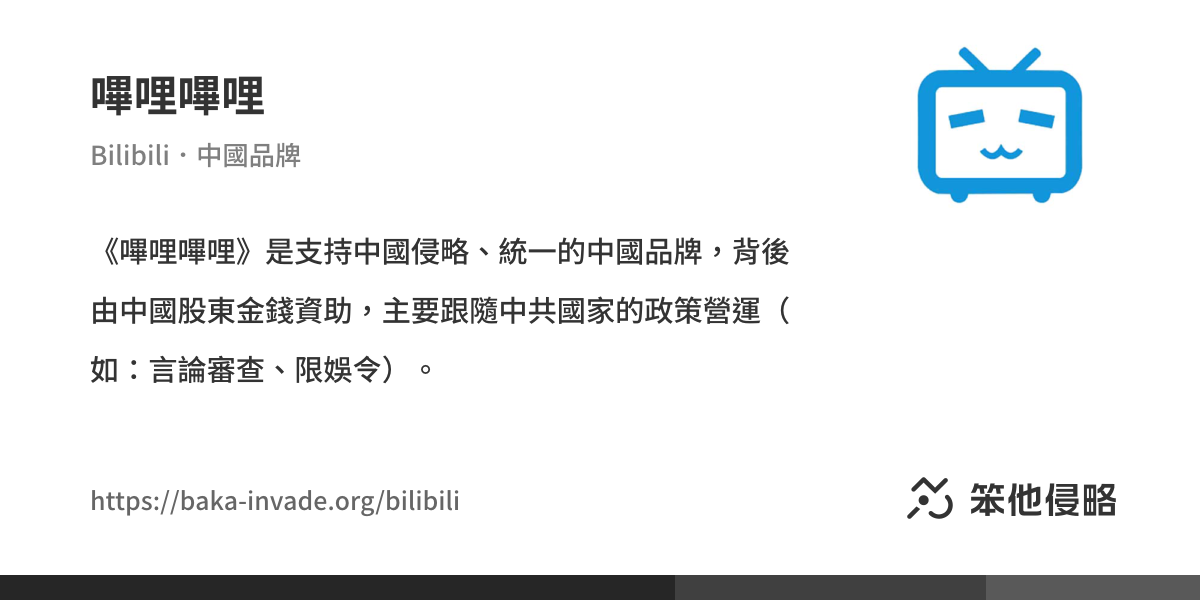 嗶哩嗶哩
Bilibili・中國品牌
《嗶哩嗶哩》是支持中國侵略、統一的中國品牌，背後
由中國股東金錢資助，主要跟隨中共國家的政策營運（
如：言論審查、限娛令）。
https://baka-invade.org/bilibili
笨他侵略